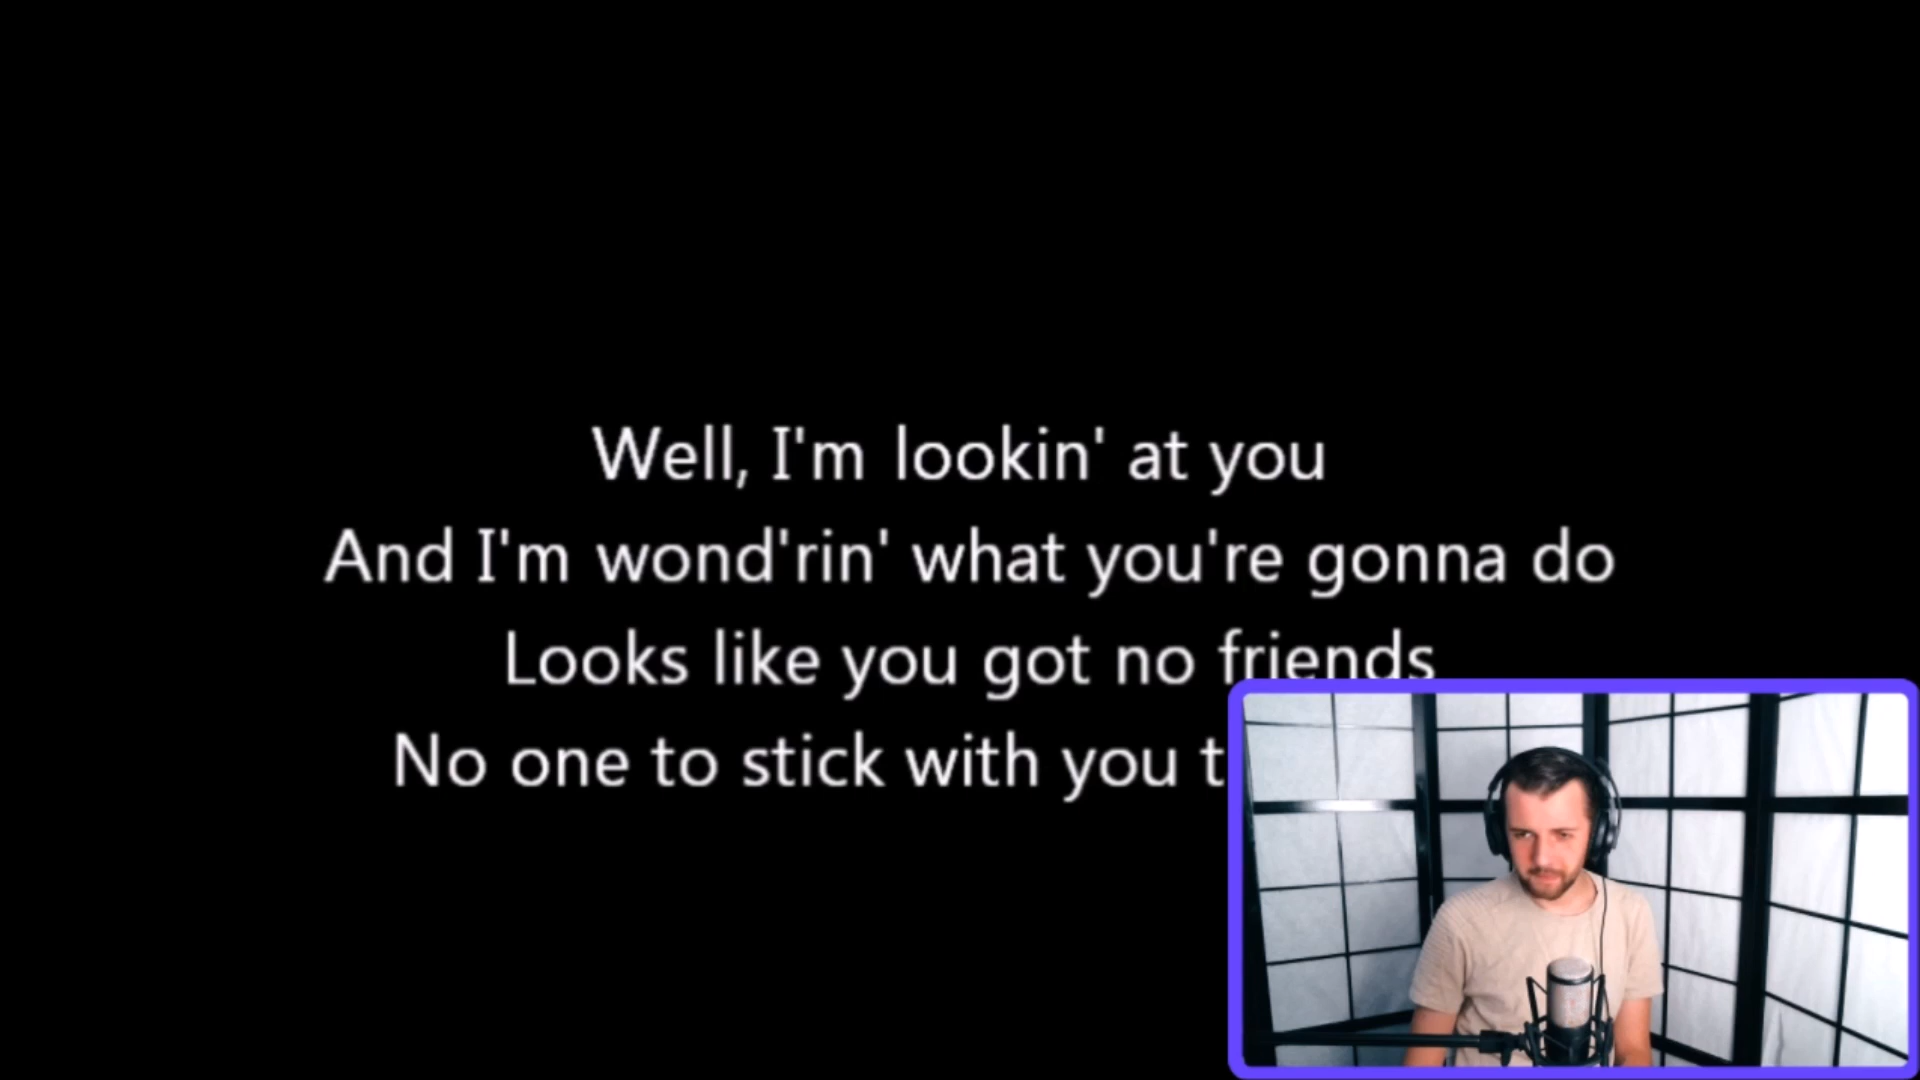 Well, I'm lookin' at you
And I'm wond'rin' what you're gonna do
Looks like you got no friends
No one to stick with you